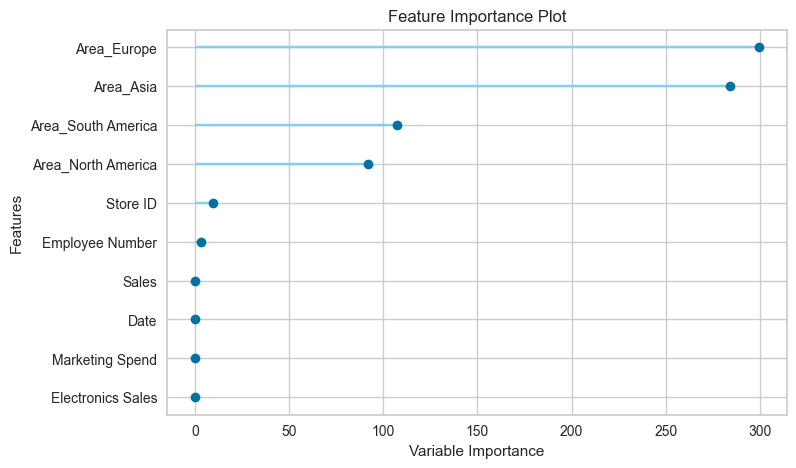 Feature Importance Plot
Features
Area_Europe
Area_Asia
Area_South America
Area_North America
Store ID
Employee Number
Sales
Date
Marketing Spend
Electronics Sales
0 50 100 150 200 250 300
Variable Importance